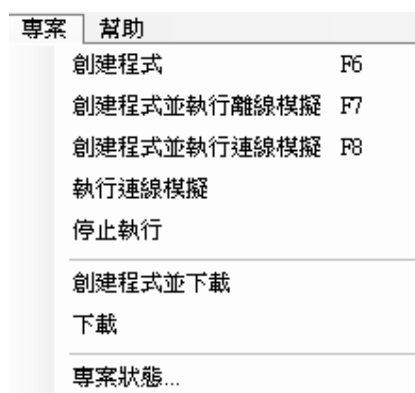 專案 幫助
創建程式 F6
創建程式並執行離線模擬 F7
創建程式並執行連線模擬 F8
執行連線模擬
停止執行
創建程式並下載
下載
專案狀態...